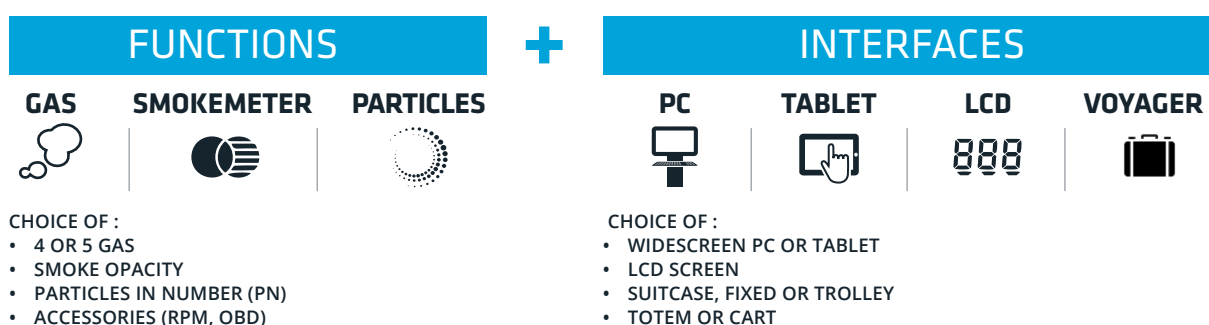 FUNCTIONS + INTERFACES
GAS SMOKEMETER PARTICLES
PC TABLET LCD VOYAGER
888
CHOICE OF :
• 4 OR 5 GAS
• SMOKE OPACITY
• PARTICLES IN NUMBER (PN)
• ACCESSORIES (RPM, OBD)
CHOICE OF :
• WIDESCREEN PC OR TABLET
• LCD SCREEN
• SUITCASE, FIXED OR TROLLEY
• TOTEM OR CART